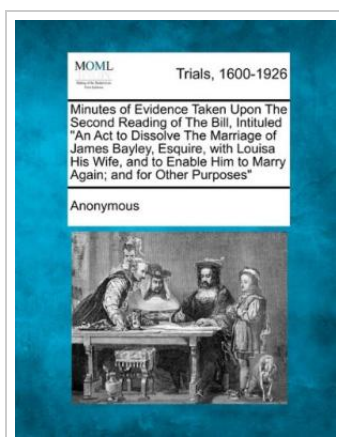 MOML
Trials, 1600-1926
Minutes of Evidence Taken Upon The
Second Reading of The Bill, Intituled
"An Act to Dissolve The Marriage of
James Bayley, Esquire, with Louisa
His Wife, and to Enable Him to Marry
Again; and for Other Purposes"
Anonymous